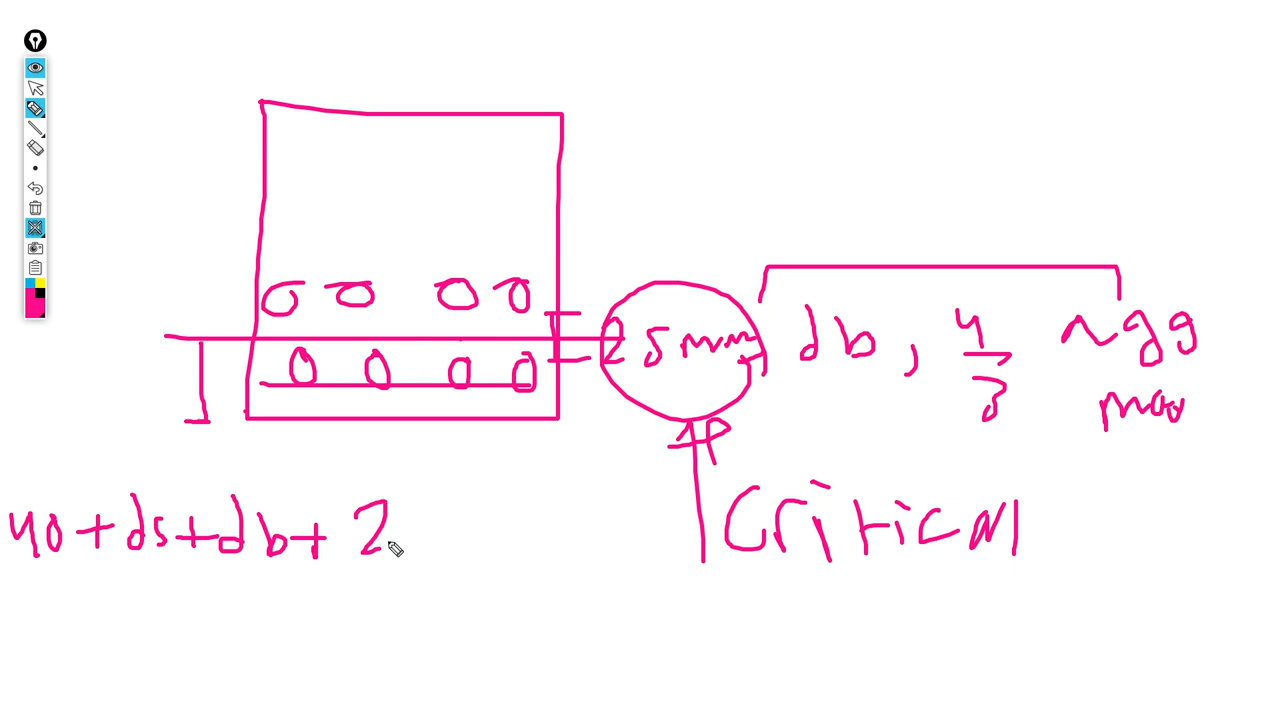 25mm, db, 4/3 agg
max
Critical
40+ds+db+2